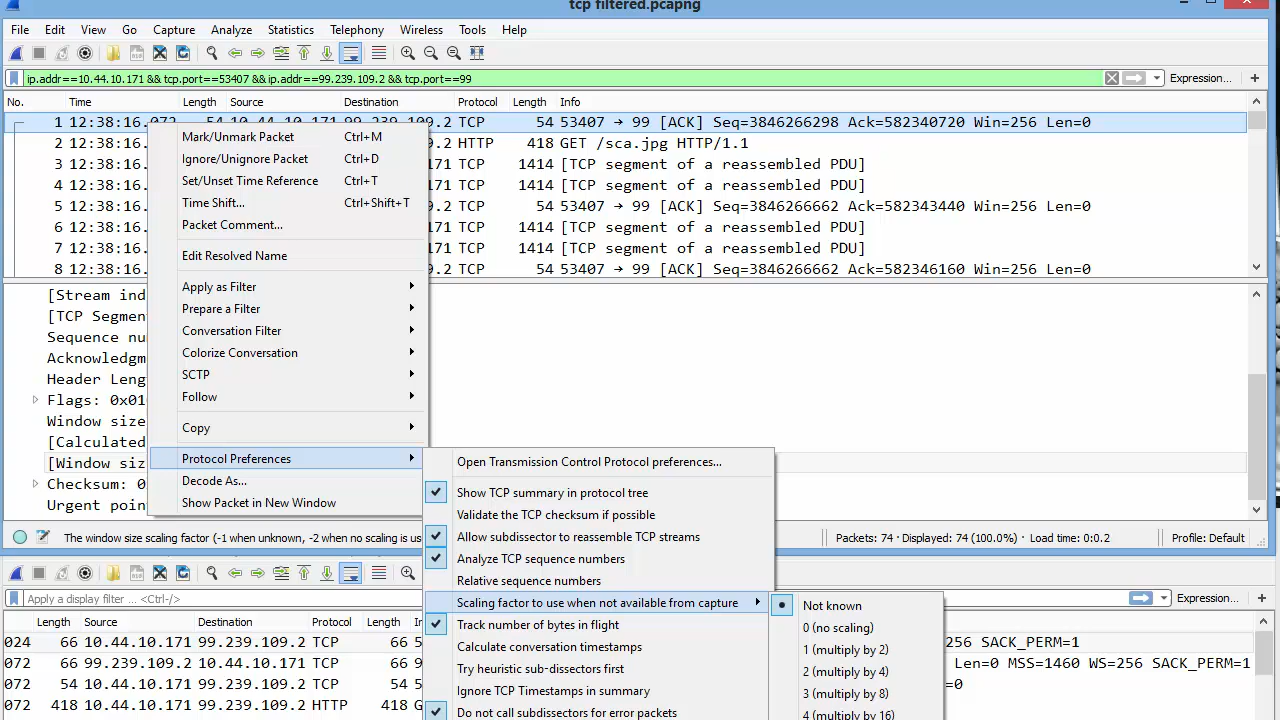 tcp filtered.pcapng
File Edit View Go Capture Analyze Statistics Telephony Wireless Tools Help
ip.addr==10.44.10.171 && tcp.port==53407 && ip.addr==99.239.109.2 && tcp.port==99
Expression... +
No. Time Length Source Destination Protocol Length Info
1 12:38:16.072 54 10.44.10.171 99.239.109.2 TCP 54 53407 → 99 [ACK] Seq=3846266298 Ack=582340720 Win=256 Len=0
2 12:38:16. .2 HTTP 418 GET /sca.jpg HTTP/1.1
3 12:38:16. 171 TCP 1414 [TCP segment of a reassembled PDU]
4 12:38:16. 171 TCP 1414 [TCP segment of a reassembled PDU]
5 12:38:16. .2 TCP 54 53407 → 99 [ACK] Seq=3846266662 Ack=582343440 Win=256 Len=0
6 12:38:16. 171 TCP 1414 [TCP segment of a reassembled PDU]
7 12:38:16. 171 TCP 1414 [TCP segment of a reassembled PDU]
8 12:38:16. .2 TCP 54 53407 → 99 [ACK] Seq=3846266662 Ack=582346160 Win=256 Len=0
Mark/Unmark Packet Ctrl+M
Ignore/Unignore Packet Ctrl+D
Set/Unset Time Reference Ctrl+T
Time Shift... Ctrl+Shift+T
Packet Comment...
Edit Resolved Name
Apply as Filter
Prepare a Filter
Conversation Filter
Colorize Conversation
SCTP
Follow
Copy
Protocol Preferences
Decode As...
Show Packet in New Window
[Stream ind
[TCP Segmen
Sequence nu
Acknowledgm
Header Leng
Flags: 0x01
Window size
[Calculated
[Window siz
Checksum: 0
Urgent poin
Open Transmission Control Protocol preferences...
Show TCP summary in protocol tree
Validate the TCP checksum if possible
Allow subdissector to reassemble TCP streams
Analyze TCP sequence numbers
Relative sequence numbers
Scaling factor to use when not available from capture
Track number of bytes in flight
Calculate conversation timestamps
Try heuristic sub-dissectors first
Ignore TCP Timestamps in summary
Do not call subdissectors for error packets
Not known
0 (no scaling)
1 (multiply by 2)
2 (multiply by 4)
3 (multiply by 8)
4 (multiply by 16)
The window size scaling factor (-1 when unknown, -2 when no scaling is us
Packets: 74 · Displayed: 74 (100.0%) · Load time: 0:0.2
Profile: Default
Apply a display filter ... <Ctrl-/>
Expression... +
Length Source Destination Protocol Length I
024 66 10.44.10.171 99.239.109.2 TCP 66 5 256 SACK_PERM=1
072 66 99.239.109.2 10.44.10.171 TCP 66 9 Len=0 MSS=1460 WS=256 SACK_PERM=1
072 54 10.44.10.171 99.239.109.2 TCP 54 5 =0
072 418 10.44.10.171 99.239.109.2 HTTP 418 G